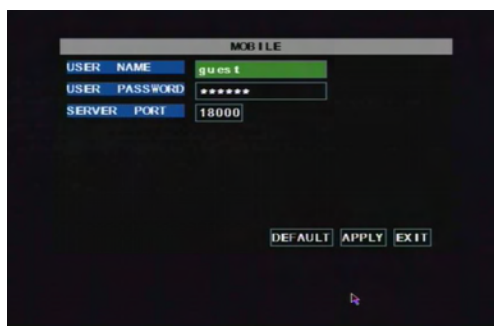 MOBILE
USER NAME guest
USER PASSWORD ******
SERVER PORT 18000
DEFAULT APPLY EXIT